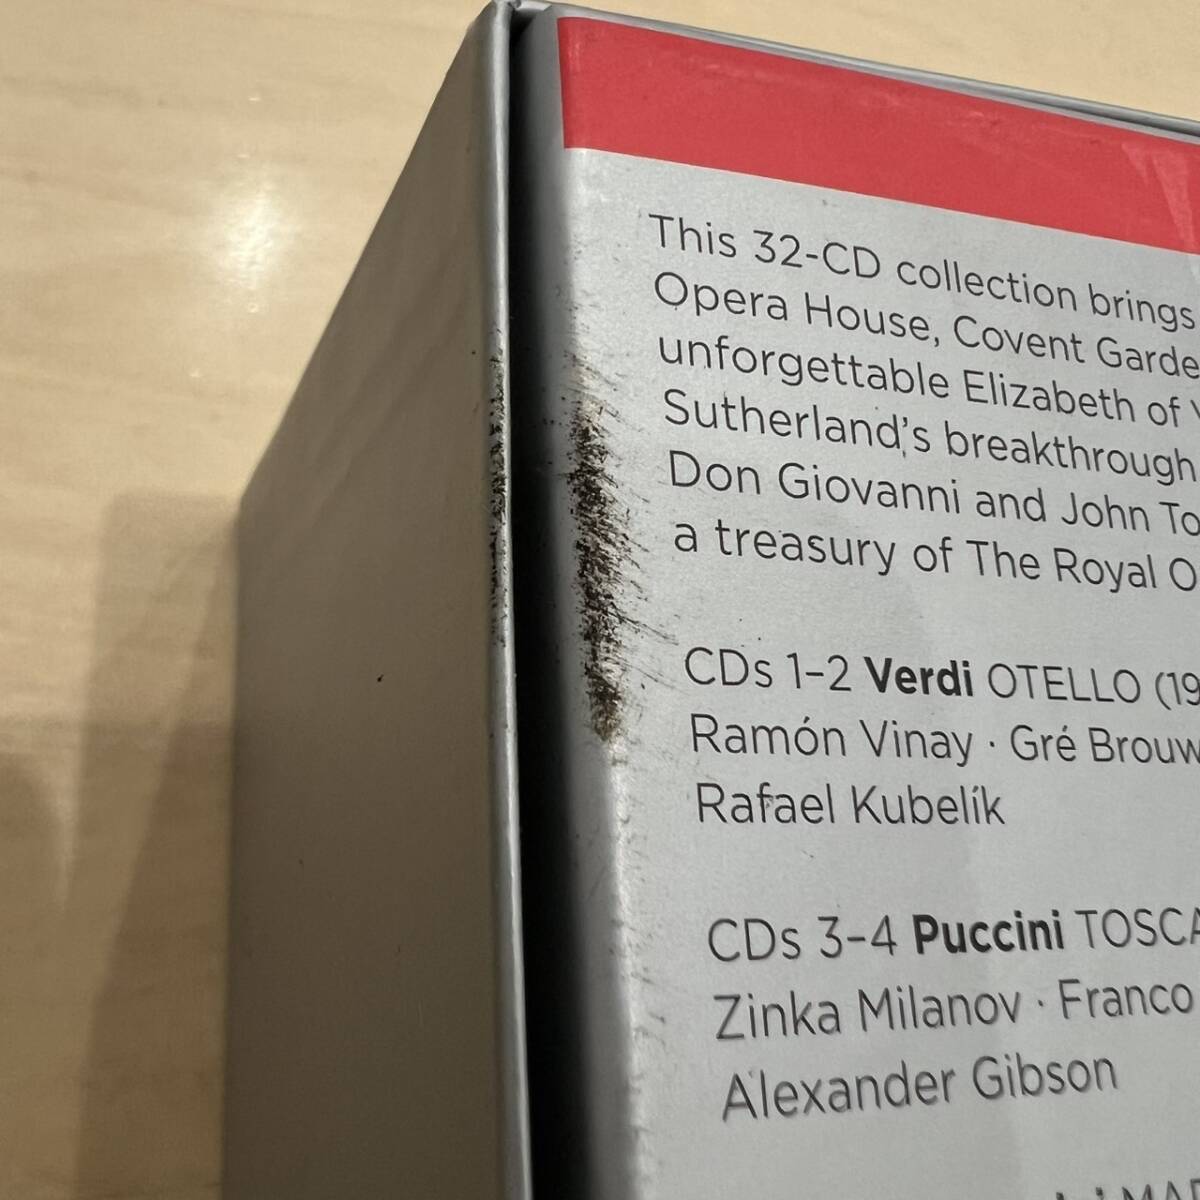 This 32-CD collection brings
Opera House, Covent Garde
unforgettable Elizabeth of
Sutherland's breakthrough
Don Giovanni and John To
a treasury of The Royal O
CDs 1–2 Verdi OTELLO (19
Ramón Vinay · Gré Brouw
Rafael Kubelík
CDs 3–4 Puccini TOSCA
Zinka Milanov · Franco
Alexander Gibson